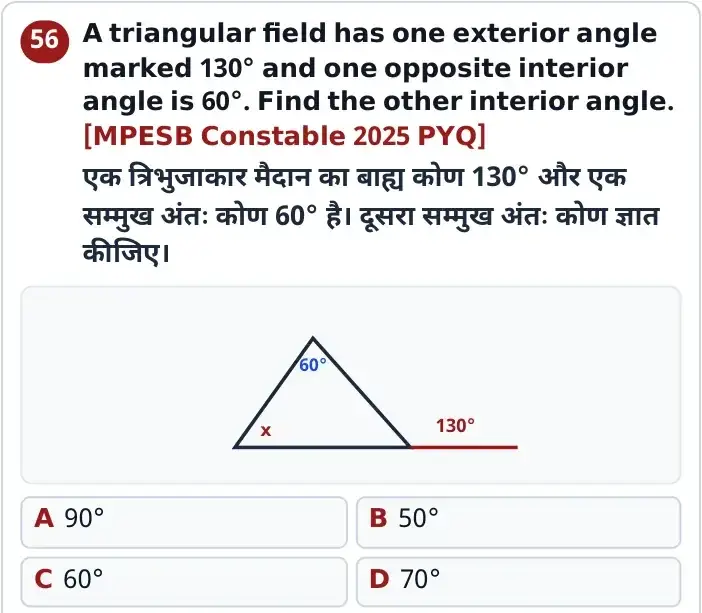 56 A triangular field has one exterior angle
marked 130° and one opposite interior
angle is 60°. Find the other interior angle.
[MPESB Constable 2025 PYQ]
एक त्रिभुजाकार मैदान का बाह्य कोण 130° और एक
सम्मुख अंतः कोण 60° है। दूसरा सम्मुख अंतः कोण ज्ञात
कीजिए।
60°
x
130°
A 90°
B 50°
C 60°
D 70°